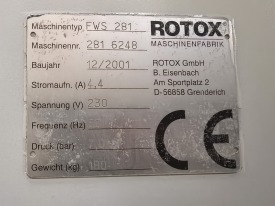 Maschinentyp FWS 281
ROTOX
Maschinennr. 281 6248
MASCHINENFABRIK
Baujahr 12/2001
ROTOX GmbH
B. Eisenbach
Am Sportplatz 2
D-56858 Grenderich
Stromaufn. (A) 4,4
Spannung (V) 230
Frequenz (Hz)
Druck (bar)
Gewicht (kg)
CE